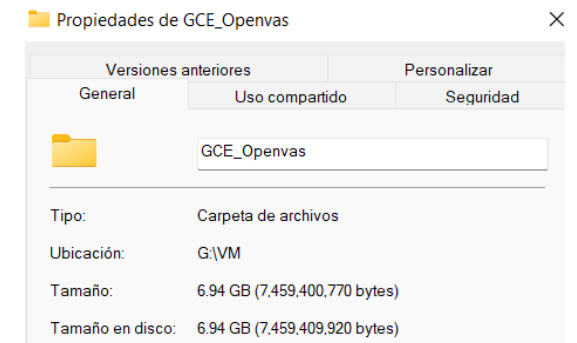 Propiedades de GCE_Openvas
Versiones anteriores Personalizar
General Uso compartido Seguridad
GCE_Openvas
Tipo: Carpeta de archivos
Ubicación: G:\VM
Tamaño: 6.94 GB (7,459,400,770 bytes)
Tamaño en disco: 6.94 GB (7,459,409,920 bytes)